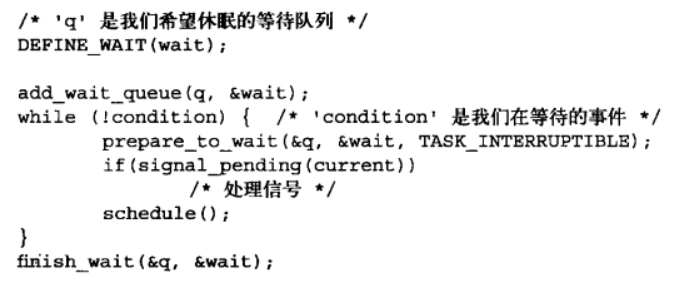 /* 'q' 是我们希望休眠的等待队列 */
DEFINE_WAIT(wait);
add_wait_queue(q, &wait);
while (!condition) {  /* 'condition' 是我们在等待的事件 */
        prepare_to_wait(&q, &wait, TASK_INTERRUPTIBLE);
        if(signal_pending(current))
                /* 处理信号 */
        schedule();
}
finish_wait(&q, &wait);